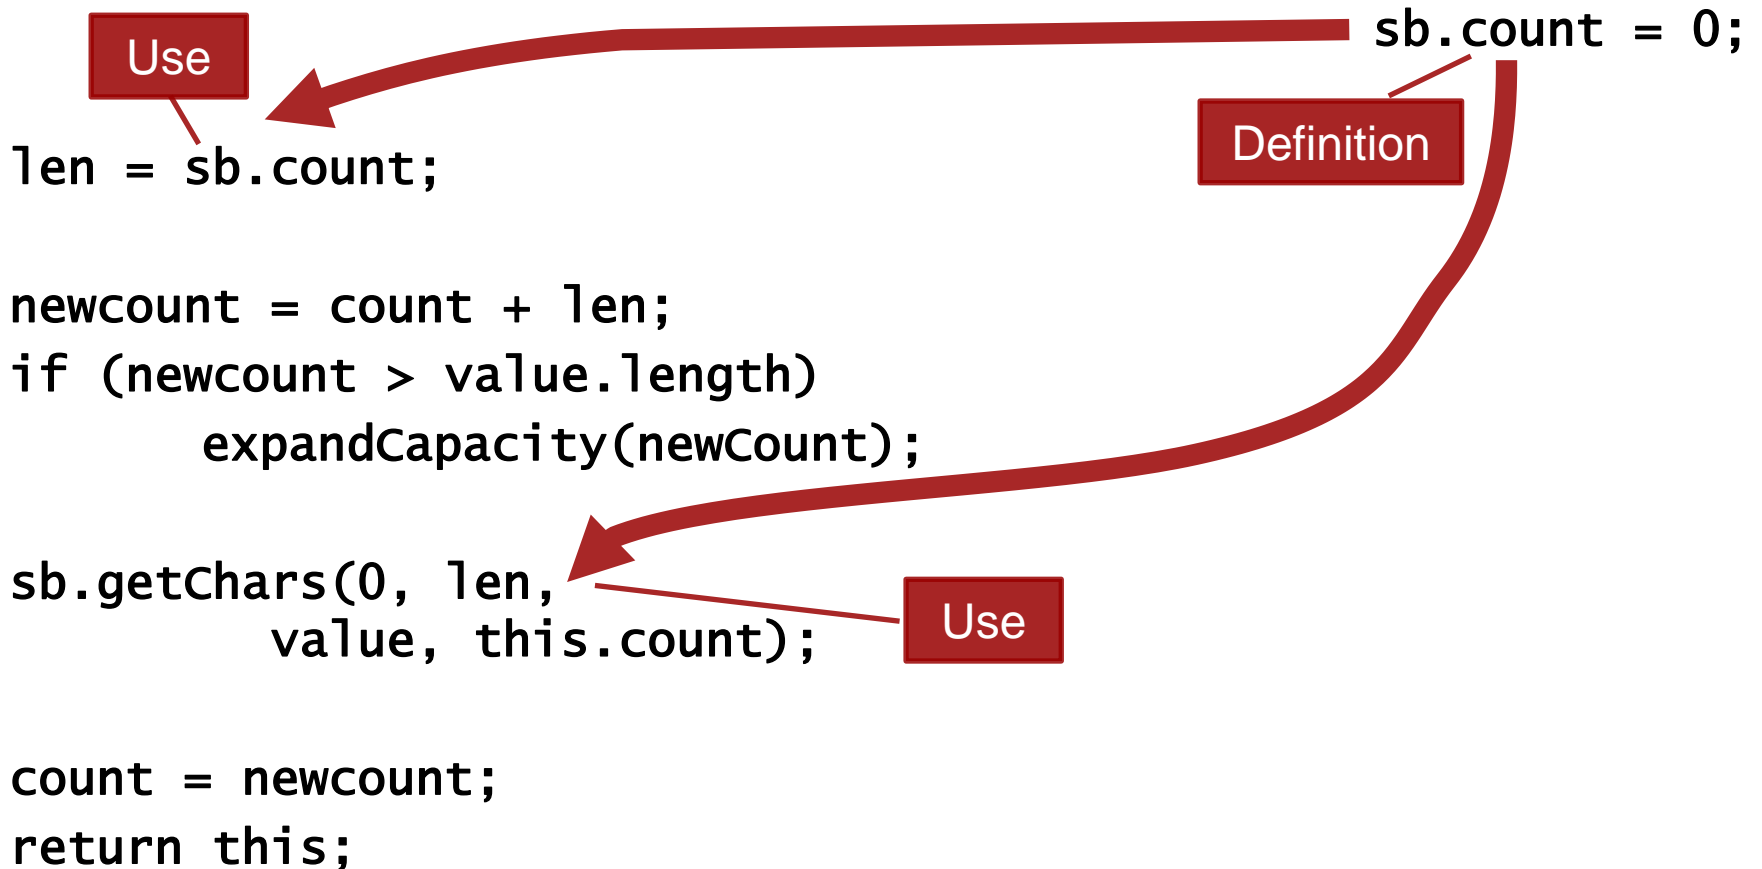 sb.count = 0;
Use
Definition
len = sb.count;
newcount = count + len;
if (newcount > value.length)
expandCapacity(newCount);
sb.getChars(0, len,
value, this.count);
Use
count = newcount;
return this;